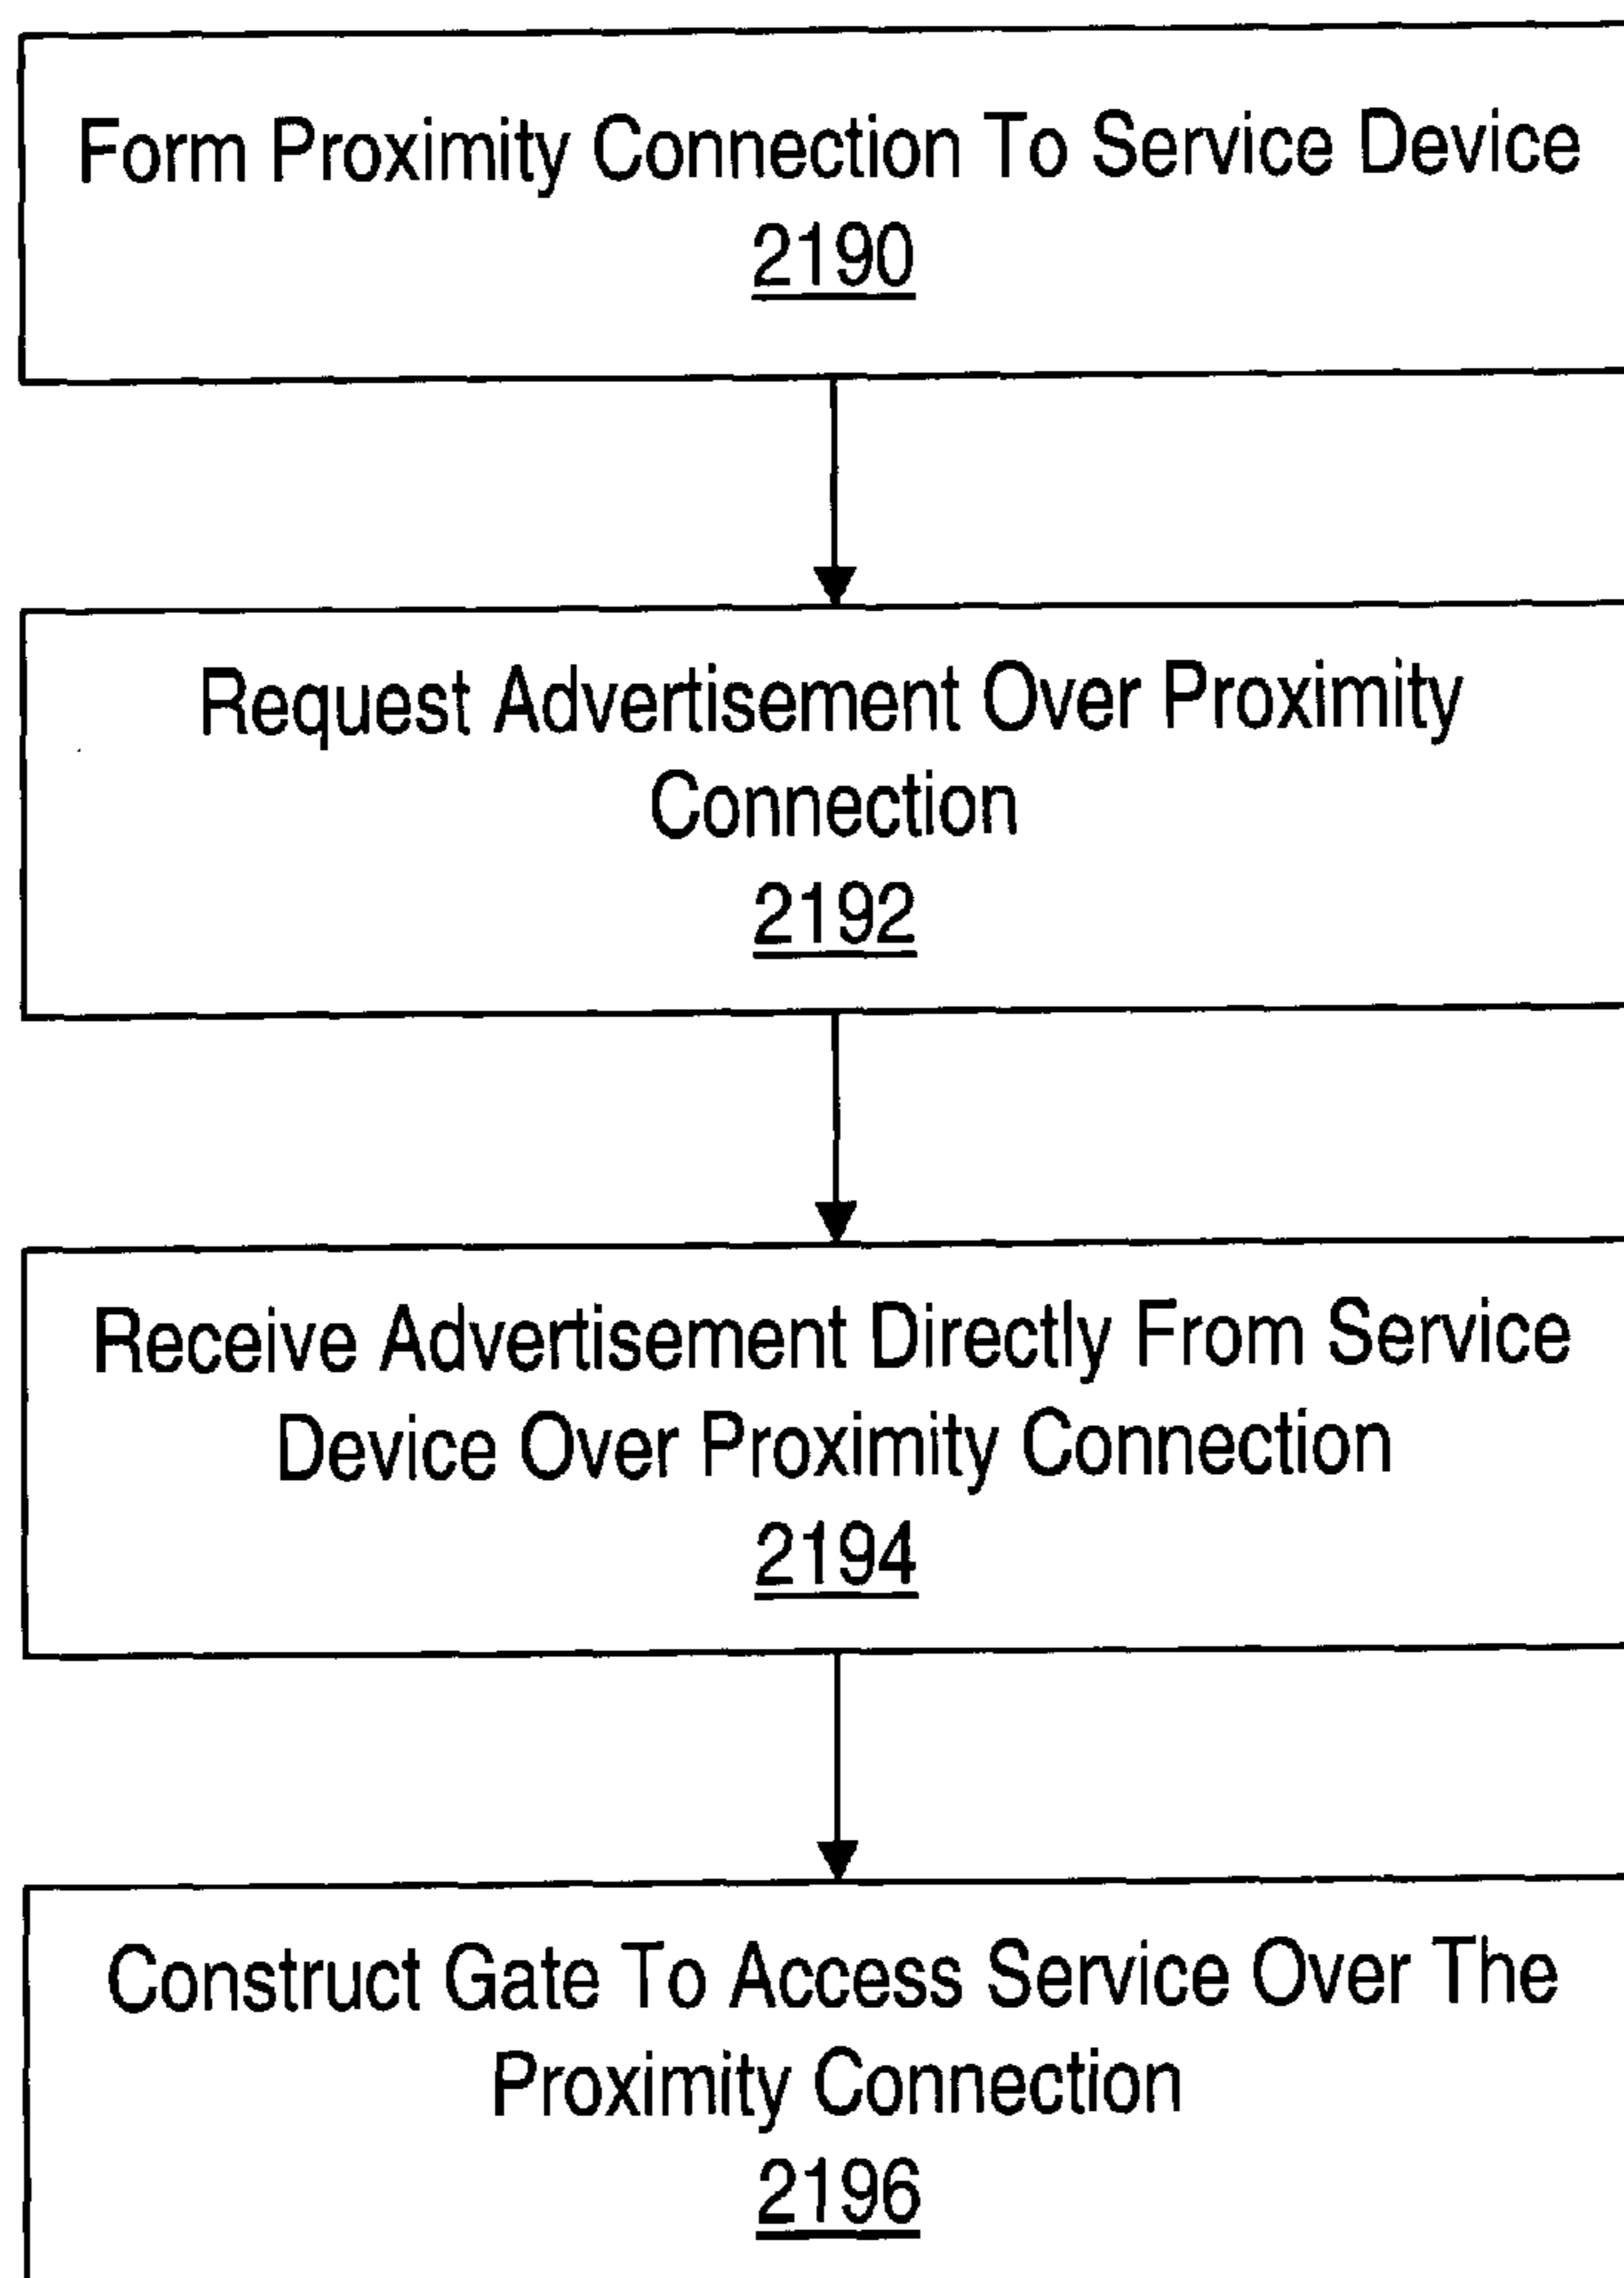 Form Proximity Connection To Service Device
2190
Request Advertisement Over Proximity
Connection
2192
Receive Advertisement Directly From Service
Device Over Proximity Connection
2194
Construct Gate To Access Service Over The
Proximity Connection
2196